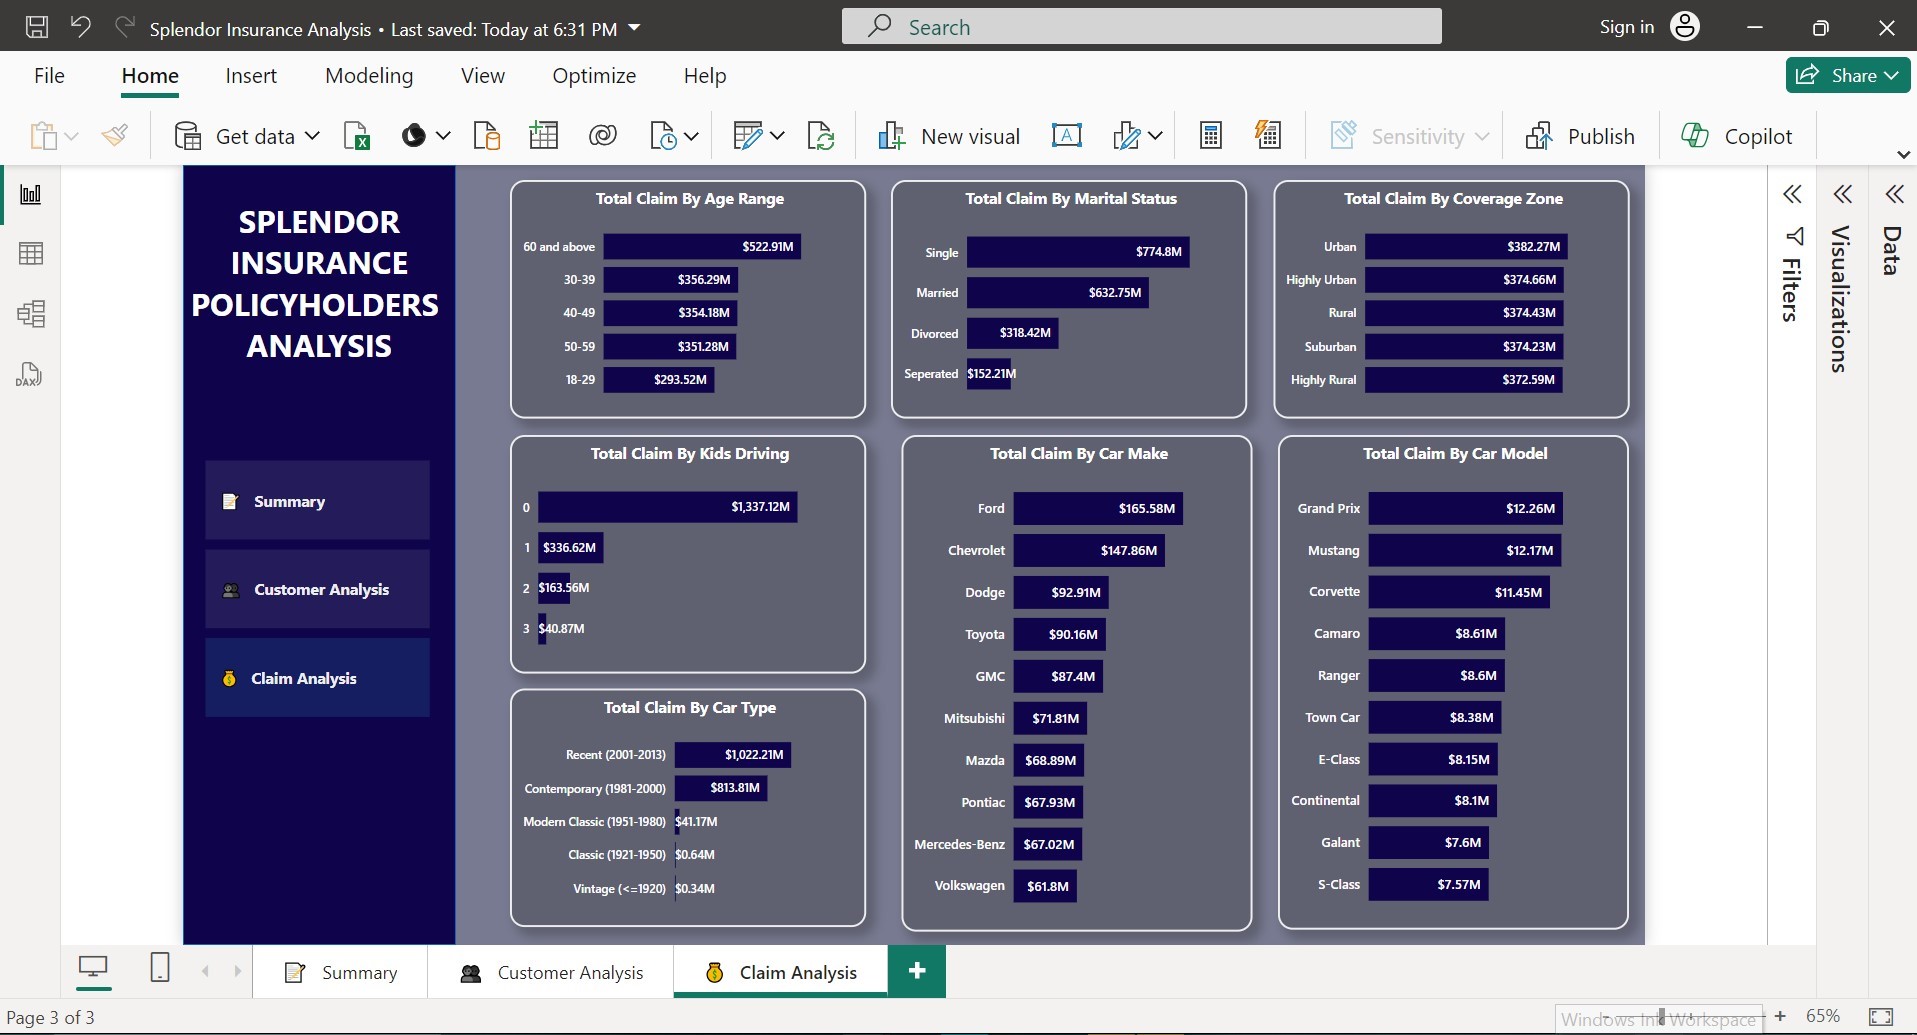 Splendor Insurance Analysis • Last saved: Today at 6:31 PM
Search
Sign in
File Home Insert Modeling View Optimize Help
Share
Get data
New visual
Sensitivity
Publish
Copilot
SPLENDOR
INSURANCE
POLICYHOLDERS
ANALYSIS
Summary
Customer Analysis
Claim Analysis
Total Claim By Age Range
60 and above $522.91M
30-39 $356.29M
40-49 $354.18M
50-59 $351.28M
18-29 $293.52M
Total Claim By Marital Status
Single $774.8M
Married $632.75M
Divorced $318.42M
Seperated $152.21M
Total Claim By Coverage Zone
Urban $382.27M
Highly Urban $374.66M
Rural $374.43M
Suburban $374.23M
Highly Rural $372.59M
Total Claim By Kids Driving
0 $1,337.12M
1 $336.62M
2 $163.56M
3 $40.87M
Total Claim By Car Type
Recent (2001-2013) $1,022.21M
Contemporary (1981-2000) $813.81M
Modern Classic (1951-1980) $41.17M
Classic (1921-1950) $0.64M
Vintage (<=1920) $0.34M
Total Claim By Car Make
Ford $165.58M
Chevrolet $147.86M
Dodge $92.91M
Toyota $90.16M
GMC $87.4M
Mitsubishi $71.81M
Mazda $68.89M
Pontiac $67.93M
Mercedes-Benz $67.02M
Volkswagen $61.8M
Total Claim By Car Model
Grand Prix $12.26M
Mustang $12.17M
Corvette $11.45M
Camaro $8.61M
Ranger $8.6M
Town Car $8.38M
E-Class $8.15M
Continental $8.1M
Galant $7.6M
S-Class $7.57M
Filters
Visualizations
Data
DAX
Summary
Customer Analysis
Claim Analysis
Page 3 of 3
Windows Ink Workspace
65%